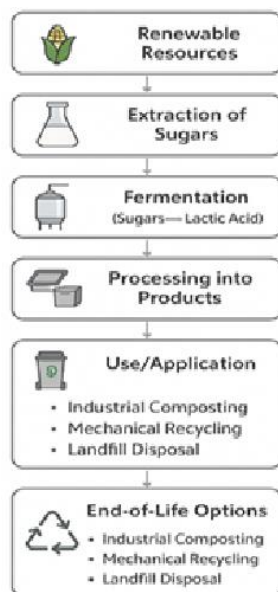 Renewable
Resources
Extraction of
Sugars
Fermentation
(Sugars— Lactic Acid)
Processing into
Products
Use/Application
• Industrial Composting
• Mechanical Recycling
• Landfill Disposal
End-of-Life Options
• Industrial Composting
• Mechanical Recycling
• Landfill Disposal